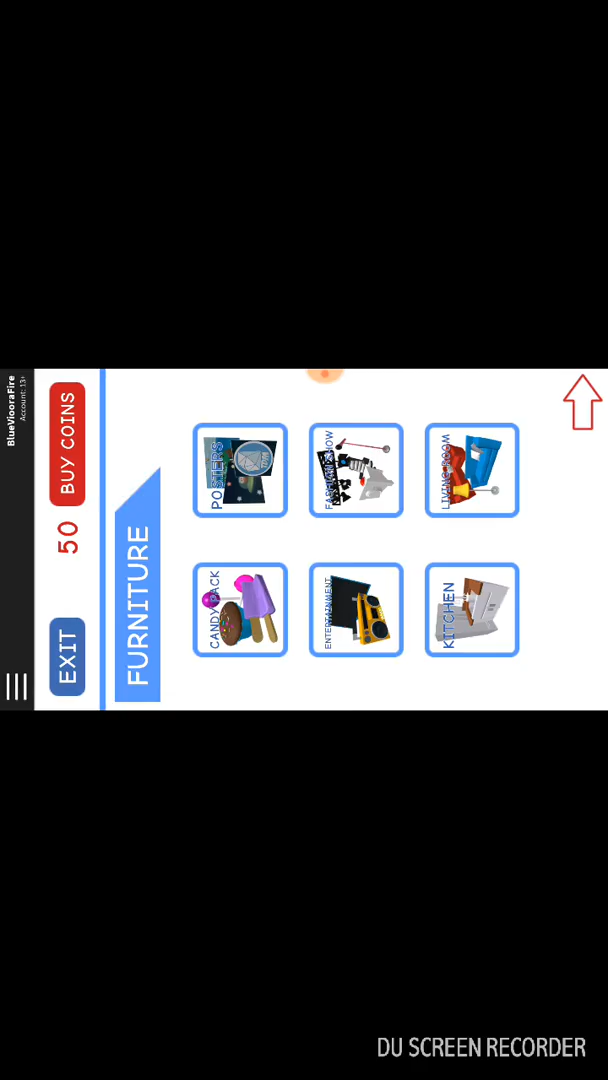 BlueViooraFire
Account: 13+
EXIT
50
BUY COINS
FURNITURE
CANDY PACK
POSTERS
ENTERTAINMENT
FASHION SHOW
KITCHEN
LIVING ROOM
DU SCREEN RECORDER